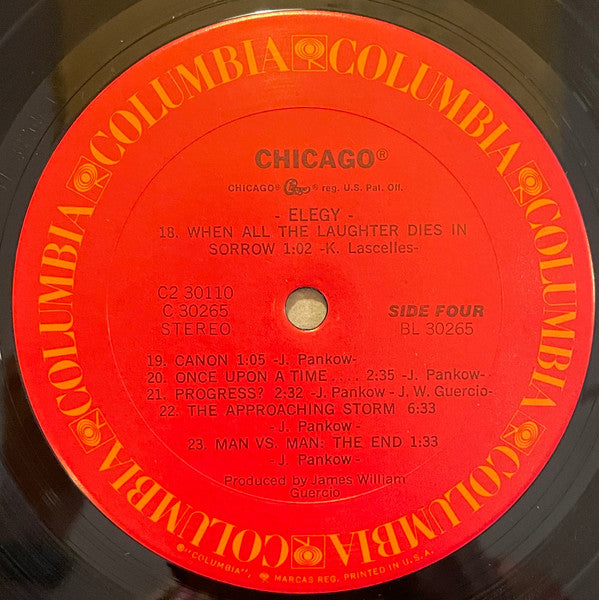 COLUMBIA COLUMBIA COLUMBIA COLUMBIA COLUMBIA COLUMBIA
CHICAGO®
CHICAGO® Chicago® reg. U.S. Pat. Off.
- ELEGY -
18. WHEN ALL THE LAUGHTER DIES IN
SORROW 1:02 -K. Lascelles-
C2 30110
C 30265
STEREO
SIDE FOUR
BL 30265
19. CANON 1:05 -J. Pankow-
20. ONCE UPON A TIME.... 2:35 -J. Pankow-
21. PROGRESS? 2:32 -J. Pankow - J. W. Guercio-
22. THE APPROACHING STORM 6:33
- J. Pankow -
23. MAN VS. MAN: THE END 1:33
- J. Pankow -
Produced by James William
Guercio
® "COLUMBIA", MARCAS REG. PRINTED IN U.S.A.